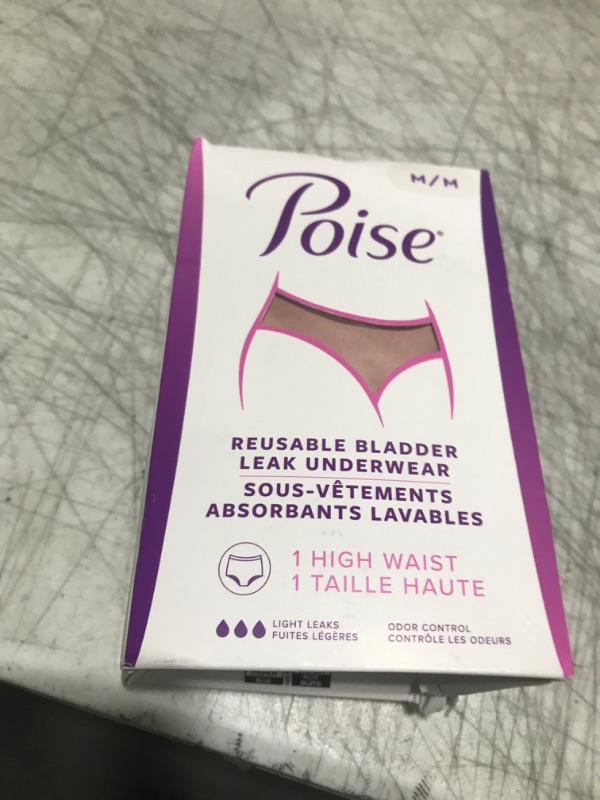 M/M
Poise®
REUSABLE BLADDER
LEAK UNDERWEAR
SOUS-VÊTEMENTS
ABSORBANTS LAVABLES
1 HIGH WAIST
1 TAILLE HAUTE
LIGHT LEAKS
FUITES LÉGÈRES
ODOR CONTROL
CONTRÔLE LES ODEURS